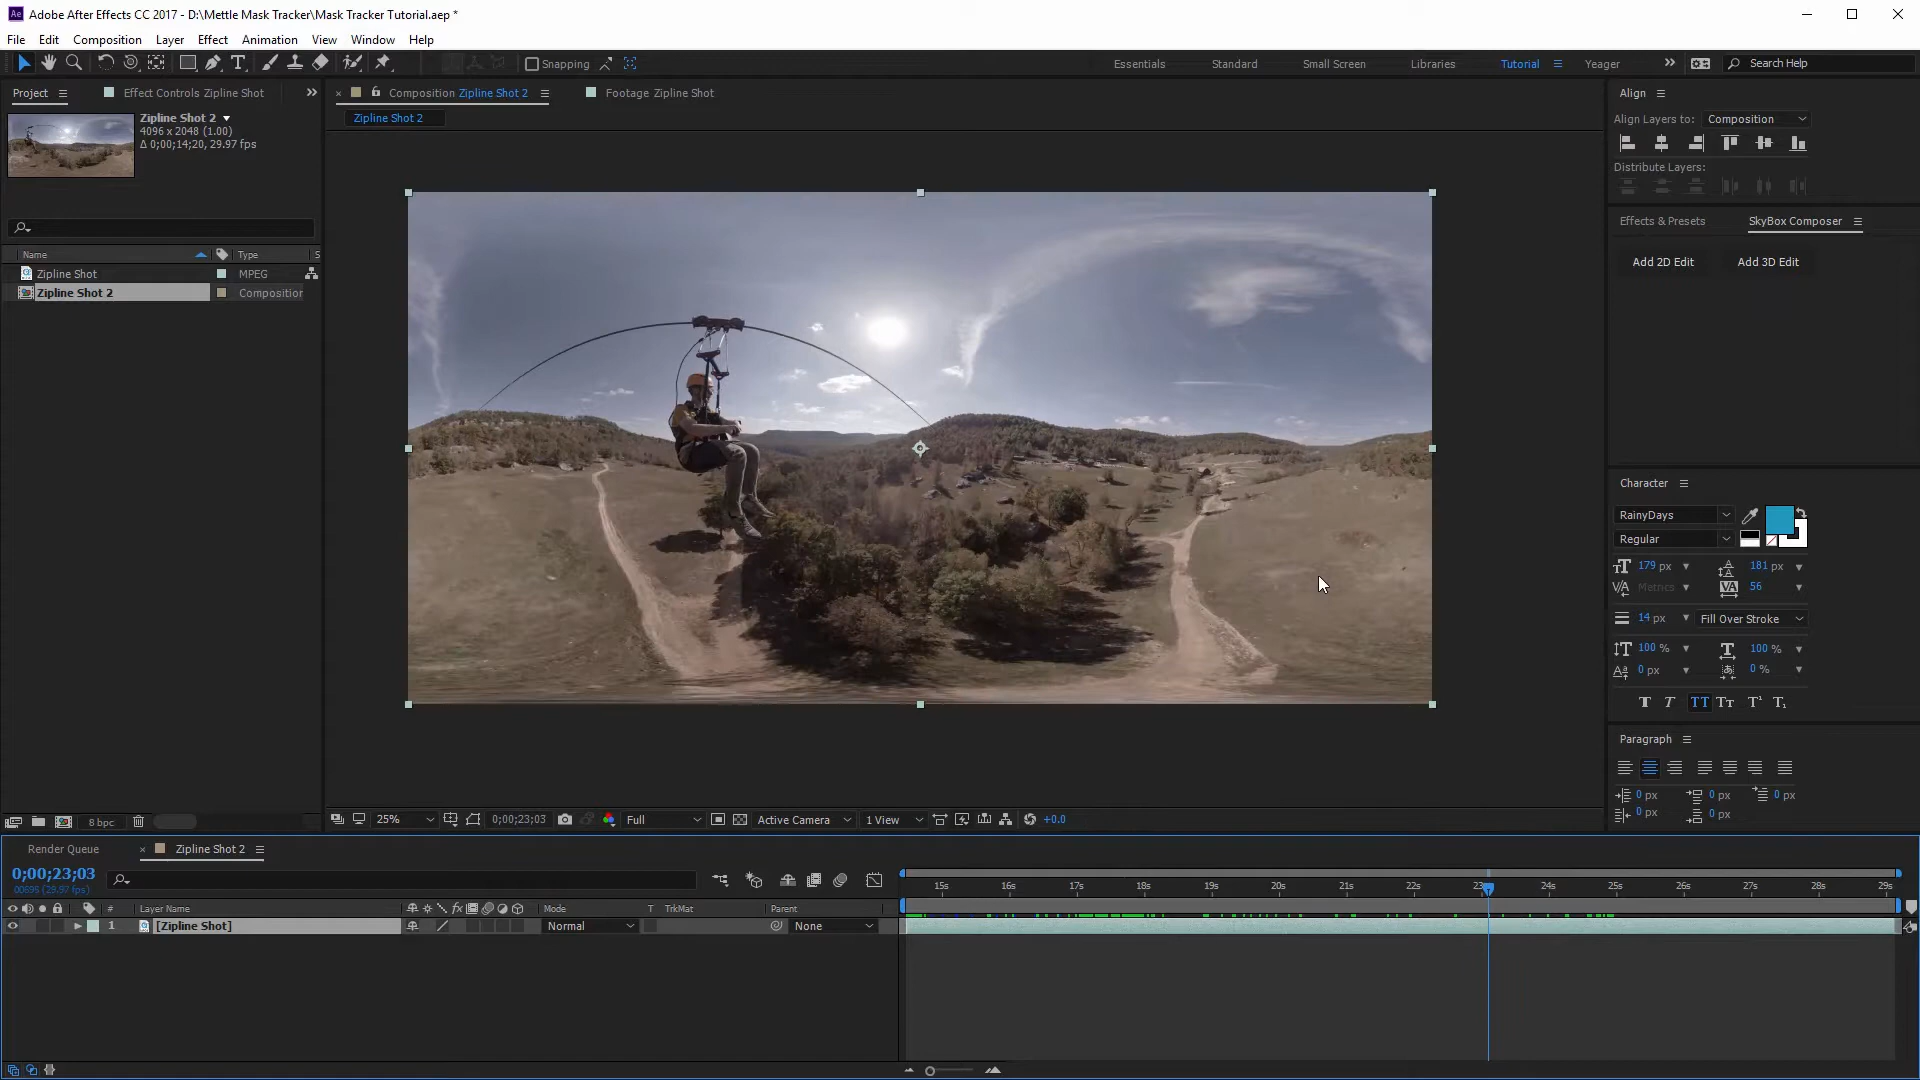 Adobe After Effects CC 2017 - D:\Mettle Mask Tracker\Mask Tracker Tutorial.aep *
File Edit Composition Layer Effect Animation View Window Help
T Snapping Essentials Standard Small Screen Libraries Tutorial Yeager Search Help
Project Effect Controls Zipline Shot
Composition Zipline Shot 2 Footage Zipline Shot
Zipline Shot 2
Zipline Shot 2
4096 x 2048 (1.00)
Δ 0;00;14;20, 29.97 fps
Name Type S
Zipline Shot MPEG
Zipline Shot 2 Composition
8 bpc
25% 0;00;23;03 Full Active Camera 1 View +0.0
Align
Align Layers to: Composition
Distribute Layers:
Effects & Presets SkyBox Composer
Add 2D Edit Add 3D Edit
Character
RainyDays
Regular
179 px 181 px
Metrics 56
14 px Fill Over Stroke
100 % 100 %
0 px 0 %
Paragraph
0 px 0 px 0 px
0 px 0 px
Render Queue Zipline Shot 2
0;00;23;03
00695 (29.97 fps)
# Layer Name Mode T TrkMat Parent
15s 16s 17s 18s 19s 20s 21s 22s 23s 24s 25s 26s 27s 28s 29s
1 [Zipline Shot] Normal None